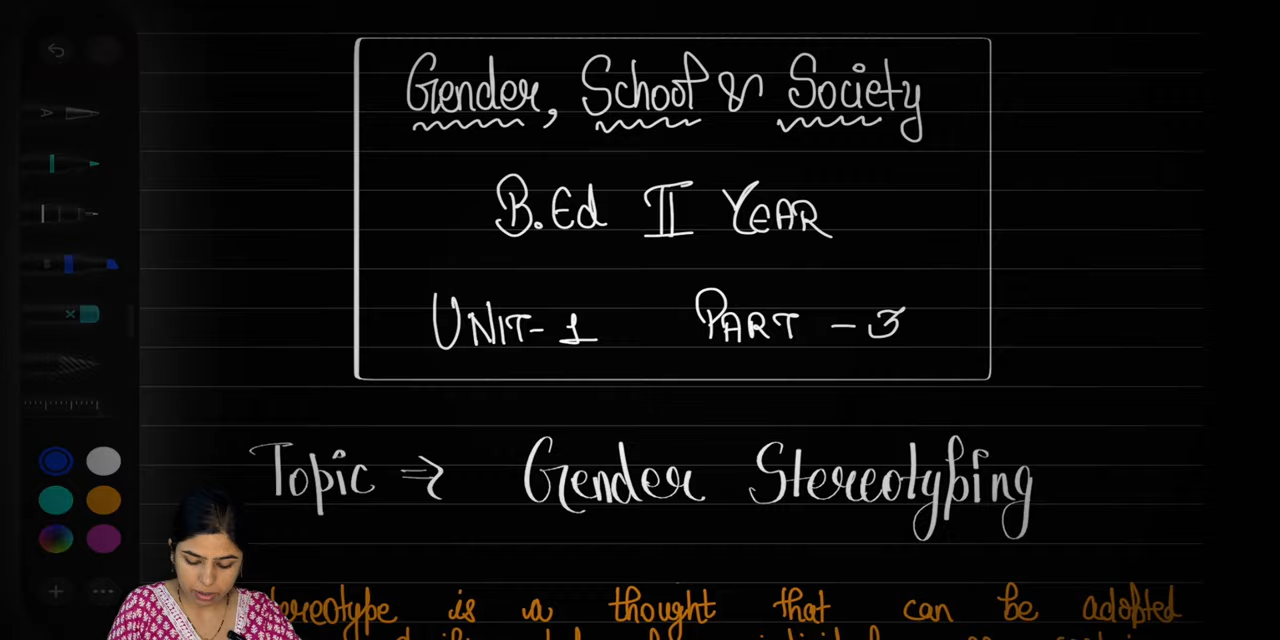 Gender, School & Society
B.Ed II YEAR
UNIT-1 PART-3
Topic ⇒ Gender Stereotyping
stereotype is a thought that can be adopted